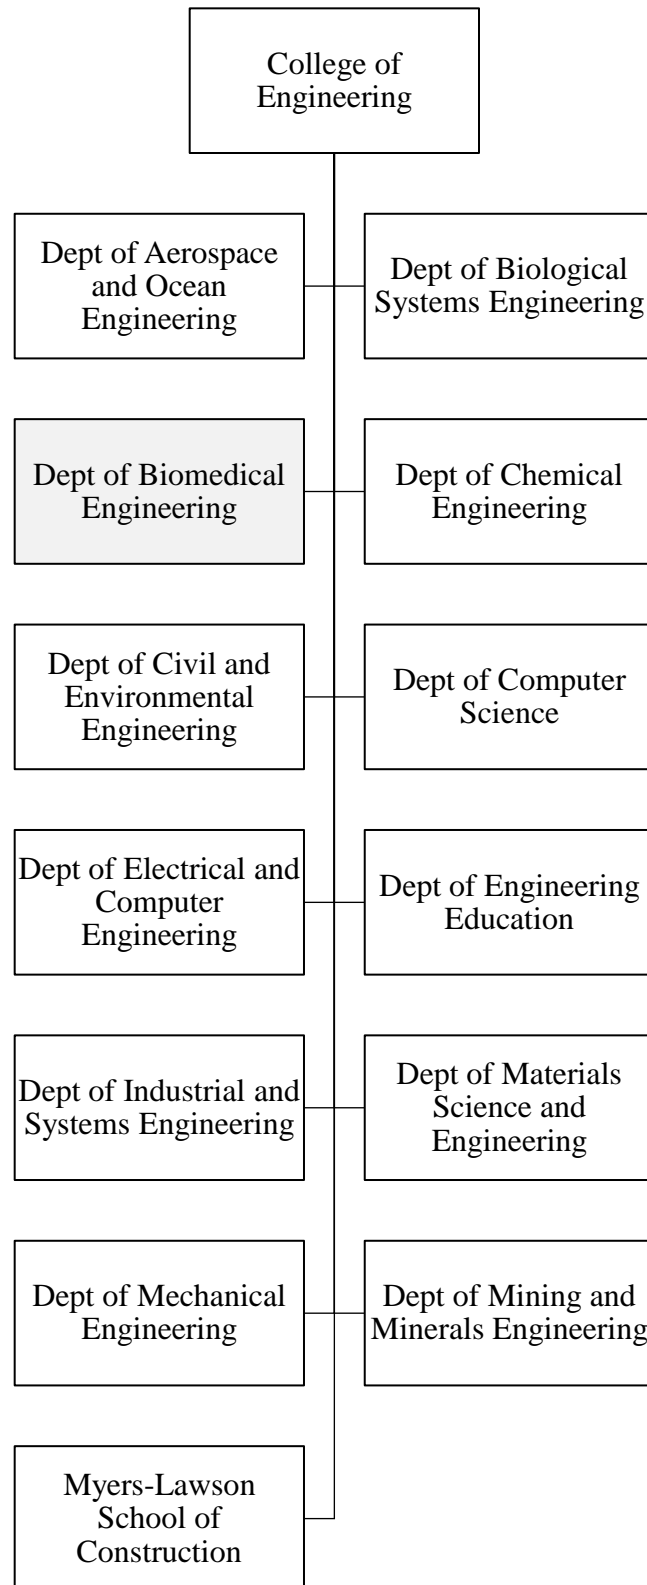 College of
Engineering
Dept of Aerospace
and Ocean
Engineering
Dept of Biological
Systems Engineering
Dept of Biomedical
Engineering
Dept of Chemical
Engineering
Dept of Civil and
Environmental
Engineering
Dept of Computer
Science
Dept of Electrical and
Computer
Engineering
Dept of Engineering
Education
Dept of Industrial and
Systems Engineering
Dept of Materials
Science and
Engineering
Dept of Mechanical
Engineering
Dept of Mining and
Minerals Engineering
Myers-Lawson
School of
Construction